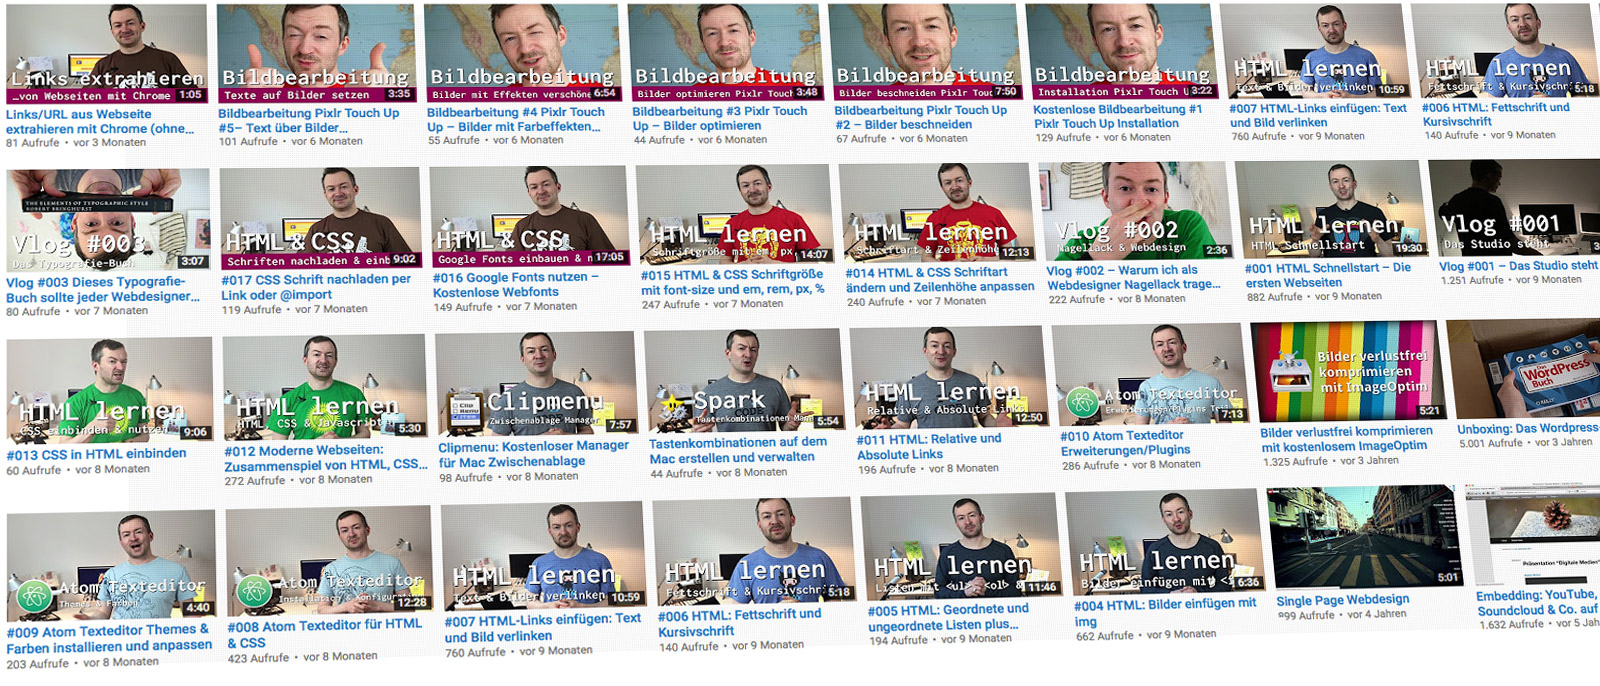 Links extrahieren
...von Webseiten mit Chrome 1:05
Links/URL aus Webseite
extrahieren mit Chrome (ohne...
81 Aufrufe • vor 3 Monaten
Bildbearbeitung
Texte auf Bilder setzen 3:35
Bildbearbeitung Pixlr Touch Up
#5– Text über Bilder...
101 Aufrufe • vor 6 Monaten
Bildbearbeitung
Bilder mit Effekten verschöne 6:54
Bildbearbeitung #4 Pixlr Touch
Up – Bilder mit Farbeffekten...
55 Aufrufe • vor 6 Monaten
Bildbearbeitung
Bilder optimieren Pixlr Touc 3:48
Bildbearbeitung #3 Pixlr Touch
Up – Bilder optimieren
44 Aufrufe • vor 6 Monaten
Bildbearbeitung
Bilder beschneiden Pixlr Touc 7:50
Bildbearbeitung Pixlr Touch Up
#2 – Bilder beschneiden
67 Aufrufe • vor 6 Monaten
Bildbearbeitung
Installation Pixlr Touch U 3:22
Kostenlose Bildbearbeitung #1
Pixlr Touch Up Installation
129 Aufrufe • vor 6 Monaten
HTML lernen
Text & Bilder verlinken 10:59
#007 HTML-Links einfügen: Text
und Bild verlinken
760 Aufrufe • vor 9 Monaten
HTML lernen
Fettschrift & Kursivschr 5:18
#006 HTML: Fettschrift und
Kursivschrift
140 Aufrufe • vor 9 Monaten
THE ELEMENTS OF TYPOGRAPHIC STYLE
ROBERT BRINGHURST
Vlog #003
Das Typografie-Buch 3:07
Vlog #003 Dieses Typografie-
Buch sollte jeder Webdesigner...
80 Aufrufe • vor 7 Monaten
HTML & CSS
Schriften nachladen & einb 9:02
#017 CSS Schrift nachladen per
Link oder @import
119 Aufrufe • vor 7 Monaten
HTML & CSS
Google Fonts einbauen & n 17:05
#016 Google Fonts nutzen –
Kostenlose Webfonts
149 Aufrufe • vor 7 Monaten
HTML lernen
Schriftgröße mit em, px 14:07
#015 HTML & CSS Schriftgröße
mit font-size und em, rem, px, %
247 Aufrufe • vor 7 Monaten
HTML lernen
Schriftart & Zeilenhöhe 12:13
#014 HTML & CSS Schriftart
ändern und Zeilenhöhe anpassen
240 Aufrufe • vor 7 Monaten
Vlog #002
Nagellack & Webdesign 2:36
Vlog #002 – Warum ich als
Webdesigner Nagellack trage...
222 Aufrufe • vor 8 Monaten
HTML lernen
HTML Schnellstart 19:30
#001 HTML Schnellstart – Die
ersten Webseiten
882 Aufrufe • vor 9 Monaten
Vlog #001
Das Studio steht 3
Vlog #001 – Das Studio steht
1.251 Aufrufe • vor 9 Monaten
HTML lernen
CSS einbinden & nutzen 9:06
#013 CSS in HTML einbinden
60 Aufrufe • vor 8 Monaten
HTML lernen
HTML, CSS & Javascript 5:30
#012 Moderne Webseiten:
Zusammenspiel von HTML, CSS...
272 Aufrufe • vor 8 Monaten
Clip
Menu
Clipmenu
Zwischenablage Manager 7:57
Clipmenu: Kostenloser Manager
für Mac Zwischenablage
98 Aufrufe • vor 8 Monaten
Spark
Tastenkombinationen Mana 5:54
Tastenkombinationen auf dem
Mac erstellen und verwalten
44 Aufrufe • vor 8 Monaten
HTML lernen
Relative & Absolute Links 12:50
#011 HTML: Relative und
Absolute Links
196 Aufrufe • vor 8 Monaten
Atom Texteditor
Erweiterungen/Plugins Teil 7:13
#010 Atom Texteditor
Erweiterungen/Plugins
286 Aufrufe • vor 8 Monaten
Bilder verlustfrei
komprimieren
mit ImageOptim
5:21
Bilder verlustfrei komprimieren
mit kostenlosem ImageOptim
1.325 Aufrufe • vor 3 Jahren
Das
WordPress
Buch
O'REILLY
Unboxing: Das Wordpress-
5.001 Aufrufe • vor 3 Jahren
Atom Texteditor
Themes & Farben 4:40
#009 Atom Texteditor Themes &
Farben installieren und anpassen
203 Aufrufe • vor 8 Monaten
Atom Texteditor
Installation & Konfigurati 12:28
#008 Atom Texteditor für HTML
& CSS
423 Aufrufe • vor 8 Monaten
HTML lernen
Text & Bilder verlinken 10:59
#007 HTML-Links einfügen: Text
und Bild verlinken
760 Aufrufe • vor 9 Monaten
HTML lernen
Fettschrift & Kursivschr 5:18
#006 HTML: Fettschrift und
Kursivschrift
140 Aufrufe • vor 9 Monaten
HTML lernen
Listen mit <ul> <ol> & 11:46
#005 HTML: Geordnete und
ungeordnete Listen plus...
194 Aufrufe • vor 9 Monaten
HTML lernen
Bilder einfügen mit <i 6:36
#004 HTML: Bilder einfügen mit
img
662 Aufrufe • vor 9 Monaten
5:01
Single Page Webdesign
899 Aufrufe • vor 4 Jahren
Präsentation "Digitale Medien"
Embedding: YouTube,
Soundcloud & Co. auf
1.632 Aufrufe • vor 5 Jah